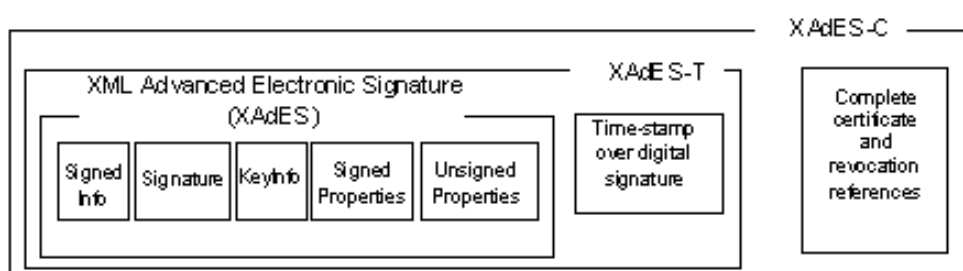 XAdES-C
XAdES-T
XML Advanced Electronic Signature
(XAdES)
Signed
Info
Signature
KeyInfo
Signed
Properties
Unsigned
Properties
Time-stamp
over digital
signature
Complete
certificate
and
revocation
references